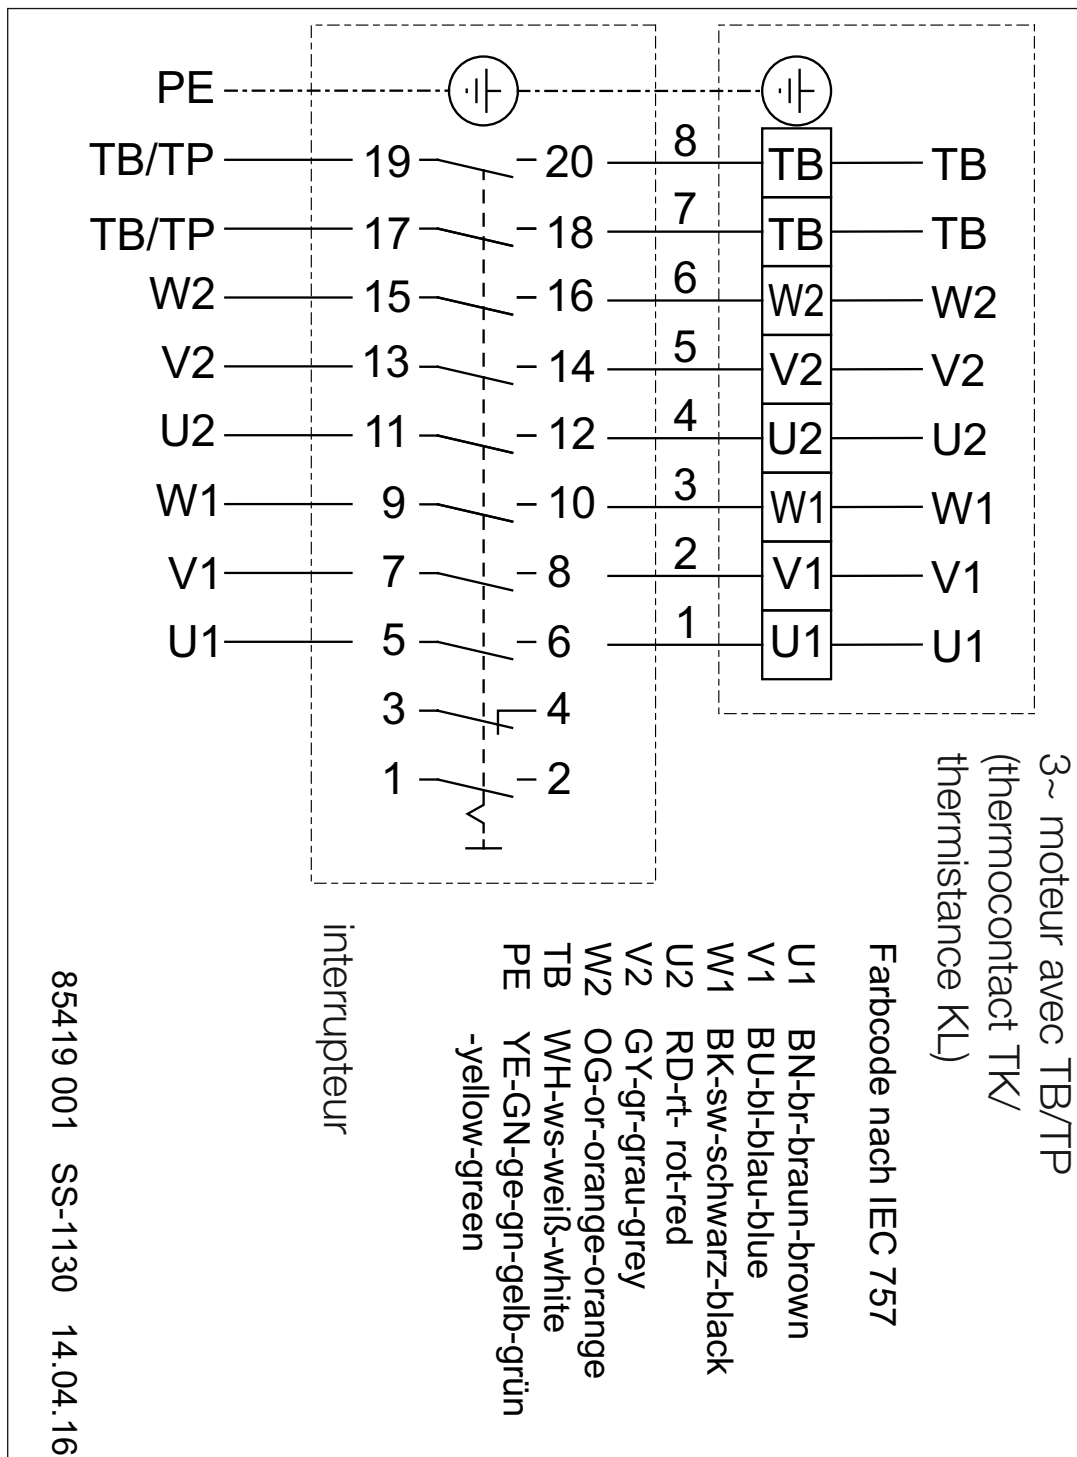 PE
TB/TP 19 20 8 TB TB
TB/TP 17 18 7 TB TB
W2 15 16 6 W2 W2
V2 13 14 5 V2 V2
U2 11 12 4 U2 U2
W1 9 10 3 W1 W1
V1 7 8 2 V1 V1
U1 5 6 1 U1 U1
3 4
1 2
3~ moteur avec TB/TP
(thermocontact TK/
thermistance KL)
Farbcode nach IEC 757
U1 BN-br-braun-brown
V1 BU-bl-blau-blue
W1 BK-sw-schwarz-black
U2 RD-rt- rot-red
V2 GY-gr-grau-grey
W2 OG-or-orange-orange
TB WH-ws-weiß-white
PE YE-GN-ge-gn-gelb-grün
-yellow-green
interrupteur
85419 001 SS-1130 14.04.16